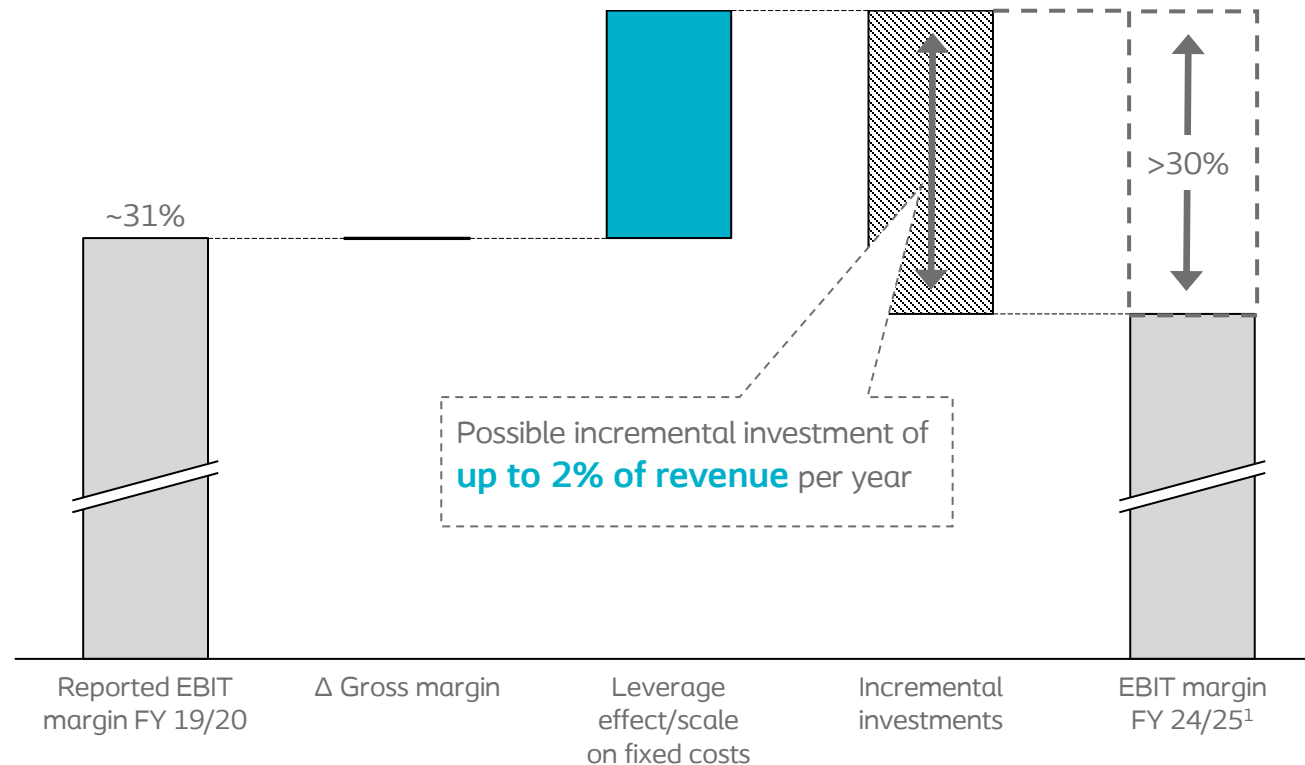 ~31%
>30%
Possible incremental investment of
up to 2% of revenue per year
Reported EBIT
margin FY 19/20
Δ Gross margin
Leverage
effect/scale
on fixed costs
Incremental
investments
EBIT margin
FY 24/25¹